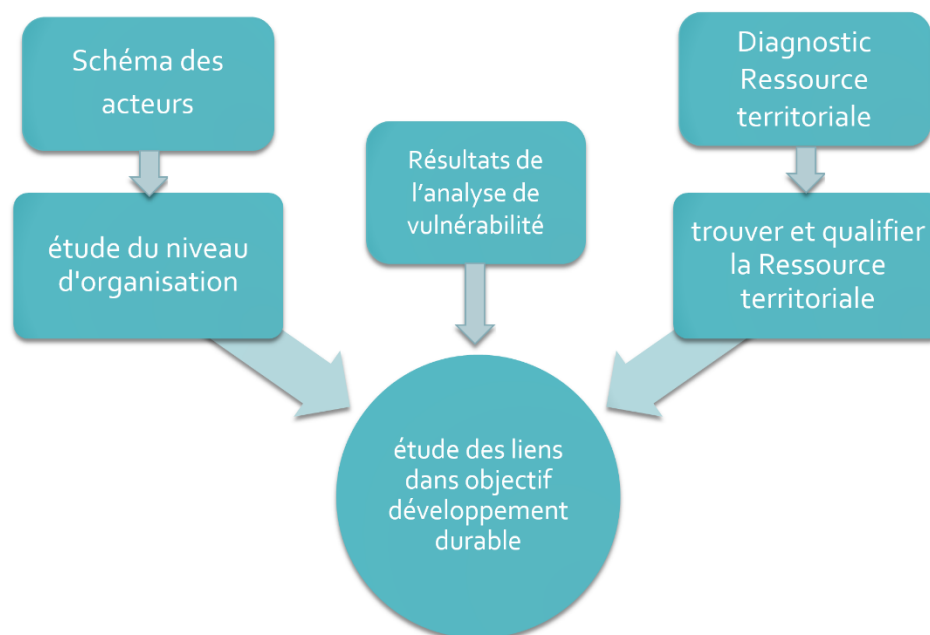 Schéma des
acteurs
étude du niveau
d'organisation
Résultats de
l’analyse de
vulnérabilité
Diagnostic
Ressource
territoriale
trouver et qualifier
la Ressource
territoriale
étude des liens
dans objectif
développement
durable